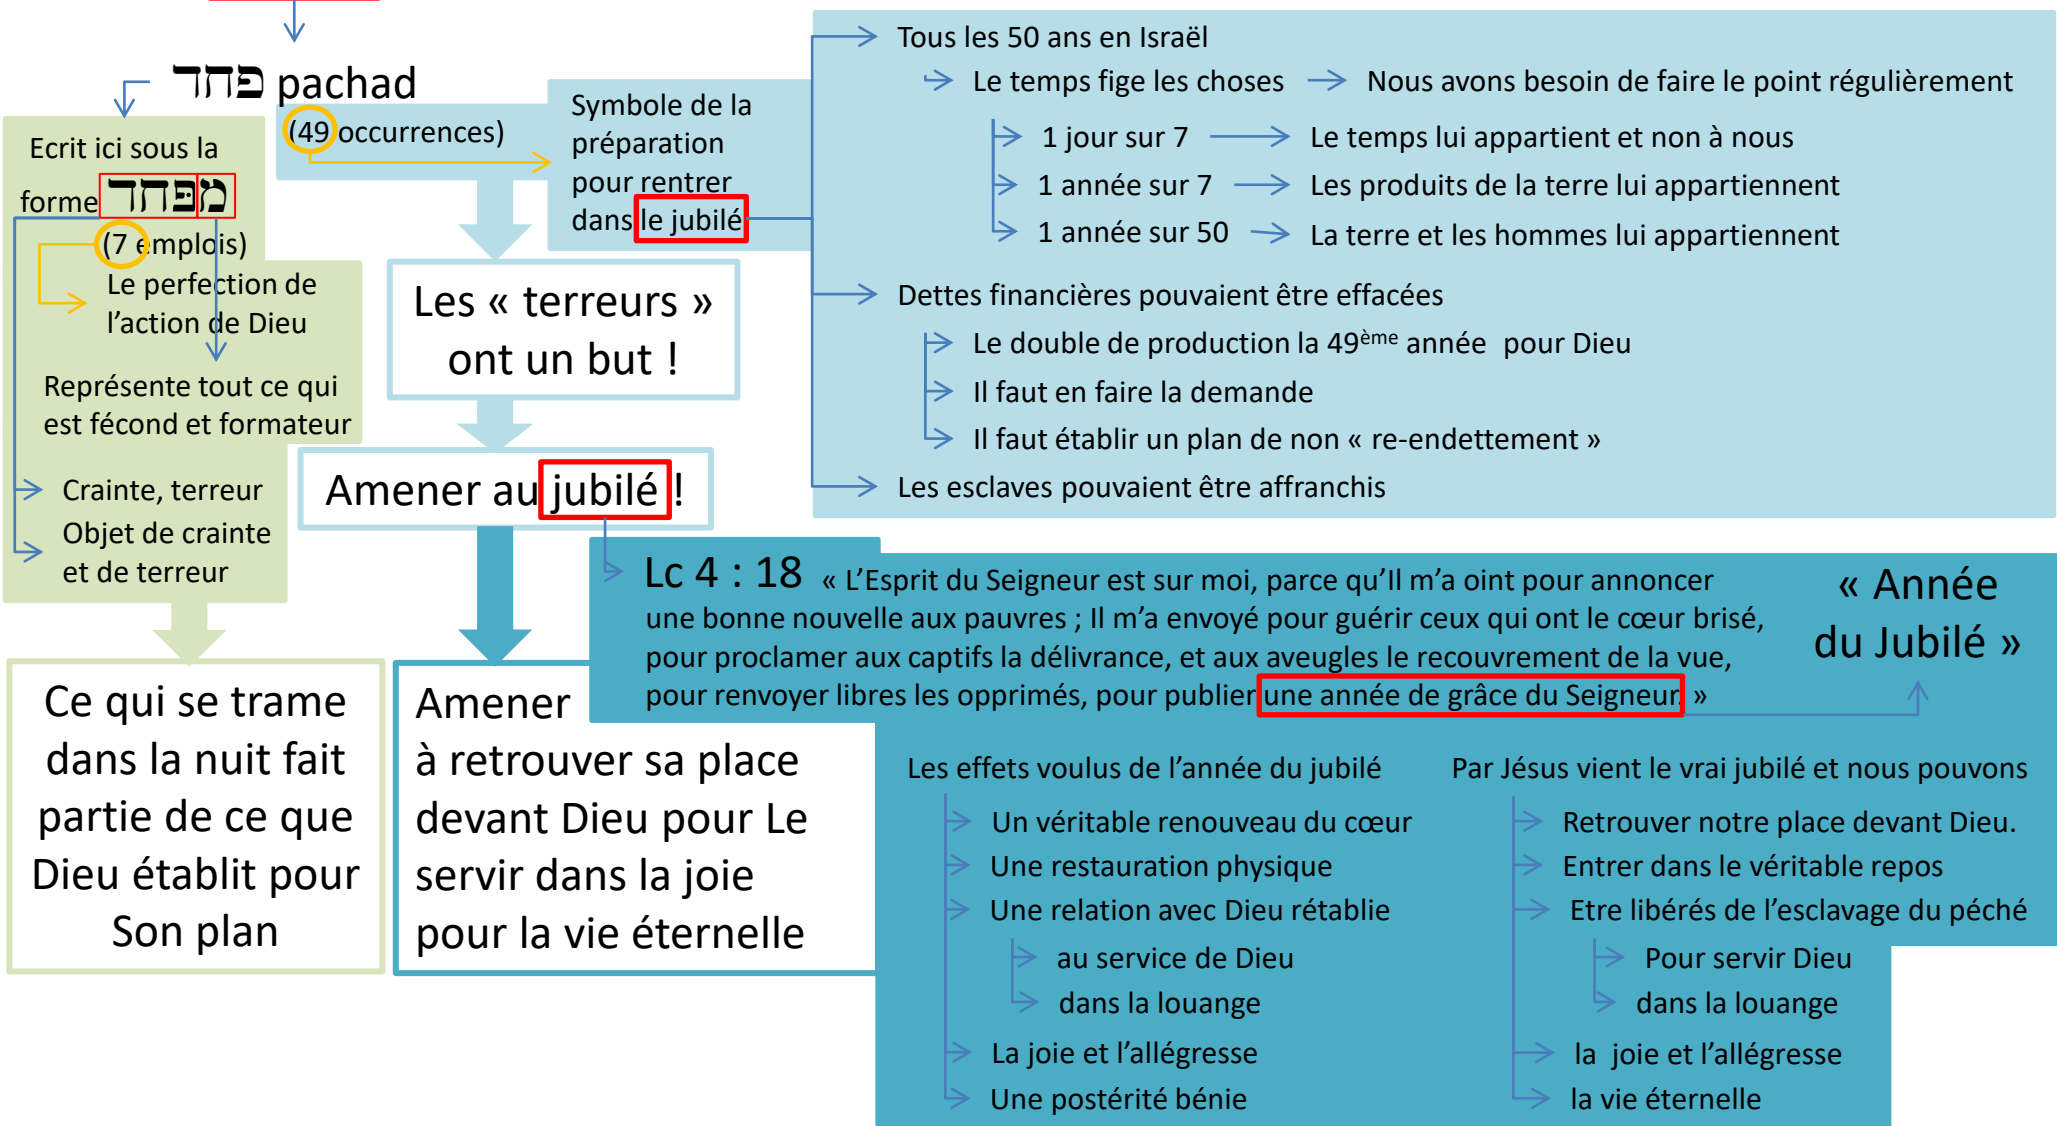 פחד pachad
(49 occurrences)
Ecrit ici sous la
forme מפחד
(7 emplois)
Le perfection de
l’action de Dieu
Représente tout ce qui
est fécond et formateur
Crainte, terreur
Objet de crainte
et de terreur
Ce qui se trame
dans la nuit fait
partie de ce que
Dieu établit pour
Son plan
Symbole de la
préparation
pour rentrer
dans le jubilé
Les « terreurs »
ont un but !
Amener au jubilé !
Amener
à retrouver sa place
devant Dieu pour Le
servir dans la joie
pour la vie éternelle
Tous les 50 ans en Israël
Le temps fige les choses Nous avons besoin de faire le point régulièrement
1 jour sur 7 Le temps lui appartient et non à nous
1 année sur 7 Les produits de la terre lui appartiennent
1 année sur 50 La terre et les hommes lui appartiennent
Dettes financières pouvaient être effacées
Le double de production la 49ème année pour Dieu
Il faut en faire la demande
Il faut établir un plan de non « re-endettement »
Les esclaves pouvaient être affranchis
Lc 4 : 18 « L’Esprit du Seigneur est sur moi, parce qu’Il m’a oint pour annoncer
une bonne nouvelle aux pauvres ; Il m’a envoyé pour guérir ceux qui ont le cœur brisé,
pour proclamer aux captifs la délivrance, et aux aveugles le recouvrement de la vue,
pour renvoyer libres les opprimés, pour publier une année de grâce du Seigneur. »
« Année
du Jubilé »
Les effets voulus de l’année du jubilé
Un véritable renouveau du cœur
Une restauration physique
Une relation avec Dieu rétablie
au service de Dieu
dans la louange
La joie et l’allégresse
Une postérité bénie
Par Jésus vient le vrai jubilé et nous pouvons
Retrouver notre place devant Dieu.
Entrer dans le véritable repos
Etre libérés de l’esclavage du péché
Pour servir Dieu
dans la louange
la joie et l’allégresse
la vie éternelle